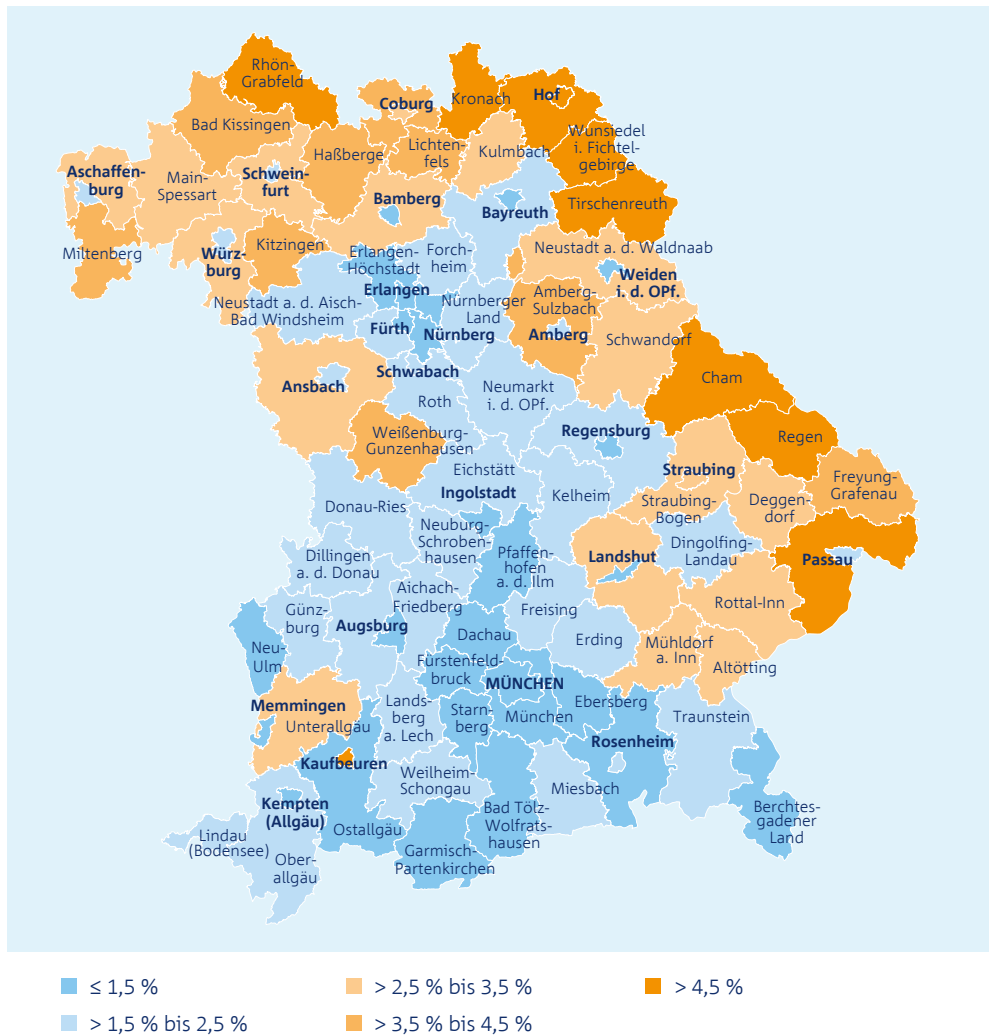 Rhön-
Grabfeld
Coburg
Kronach
Hof
Bad Kissingen
Wunsiedel
i. Fichtel-
gebirge
Haßberge
Lichten-
fels
Kulmbach
Aschaffen-
burg
Main-
Spessart
Schwein-
furt
Bamberg
Bayreuth
Tirschenreuth
Miltenberg
Würz-
burg
Kitzingen
Erlangen-
Höchstadt
Forch-
heim
Neustadt a. d. Waldnaab
Weiden
i. d. OPf.
Erlangen
Neustadt a. d. Aisch-
Bad Windsheim
Nürnberger
Land
Amberg-
Sulzbach
Fürth
Nürnberg
Amberg
Schwandorf
Ansbach
Schwabach
Roth
Neumarkt
i. d. OPf.
Cham
Weißenburg-
Gunzenhausen
Regensburg
Regen
Eichstätt
Ingolstadt
Kelheim
Straubing
Freyung-
Grafenau
Donau-Ries
Straubing-
Bogen
Deggen-
dorf
Neuburg-
Schroben-
hausen
Pfaffen-
hofen
a. d. Ilm
Landshut
Dingolfing-
Landau
Passau
Dillingen
a. d. Donau
Aichach-
Friedberg
Freising
Rottal-Inn
Günz-
burg
Augsburg
Dachau
Erding
Mühldorf
a. Inn
Altötting
Neu-
Ulm
Fürstenfeld-
bruck
MÜNCHEN
Memmingen
Unterallgäu
Lands-
berg
a. Lech
Starn-
berg
München
Ebersberg
Traunstein
Kaufbeuren
Rosenheim
Weilheim-
Schongau
Miesbach
Kempten
(Allgäu)
Ostallgäu
Bad Tölz-
Wolfrats-
hausen
Berchtes-
gadener
Land
Lindau
(Bodensee)
Ober-
allgäu
Garmisch-
Partenkirchen
≤ 1,5 %
> 2,5 % bis 3,5 %
> 4,5 %
> 1,5 % bis 2,5 %
> 3,5 % bis 4,5 %